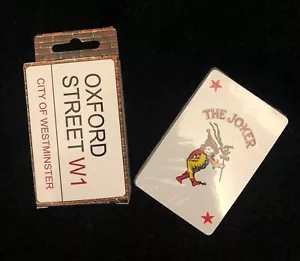 OXFORD
STREET W1
CITY OF WESTMINSTER
THE JOKER